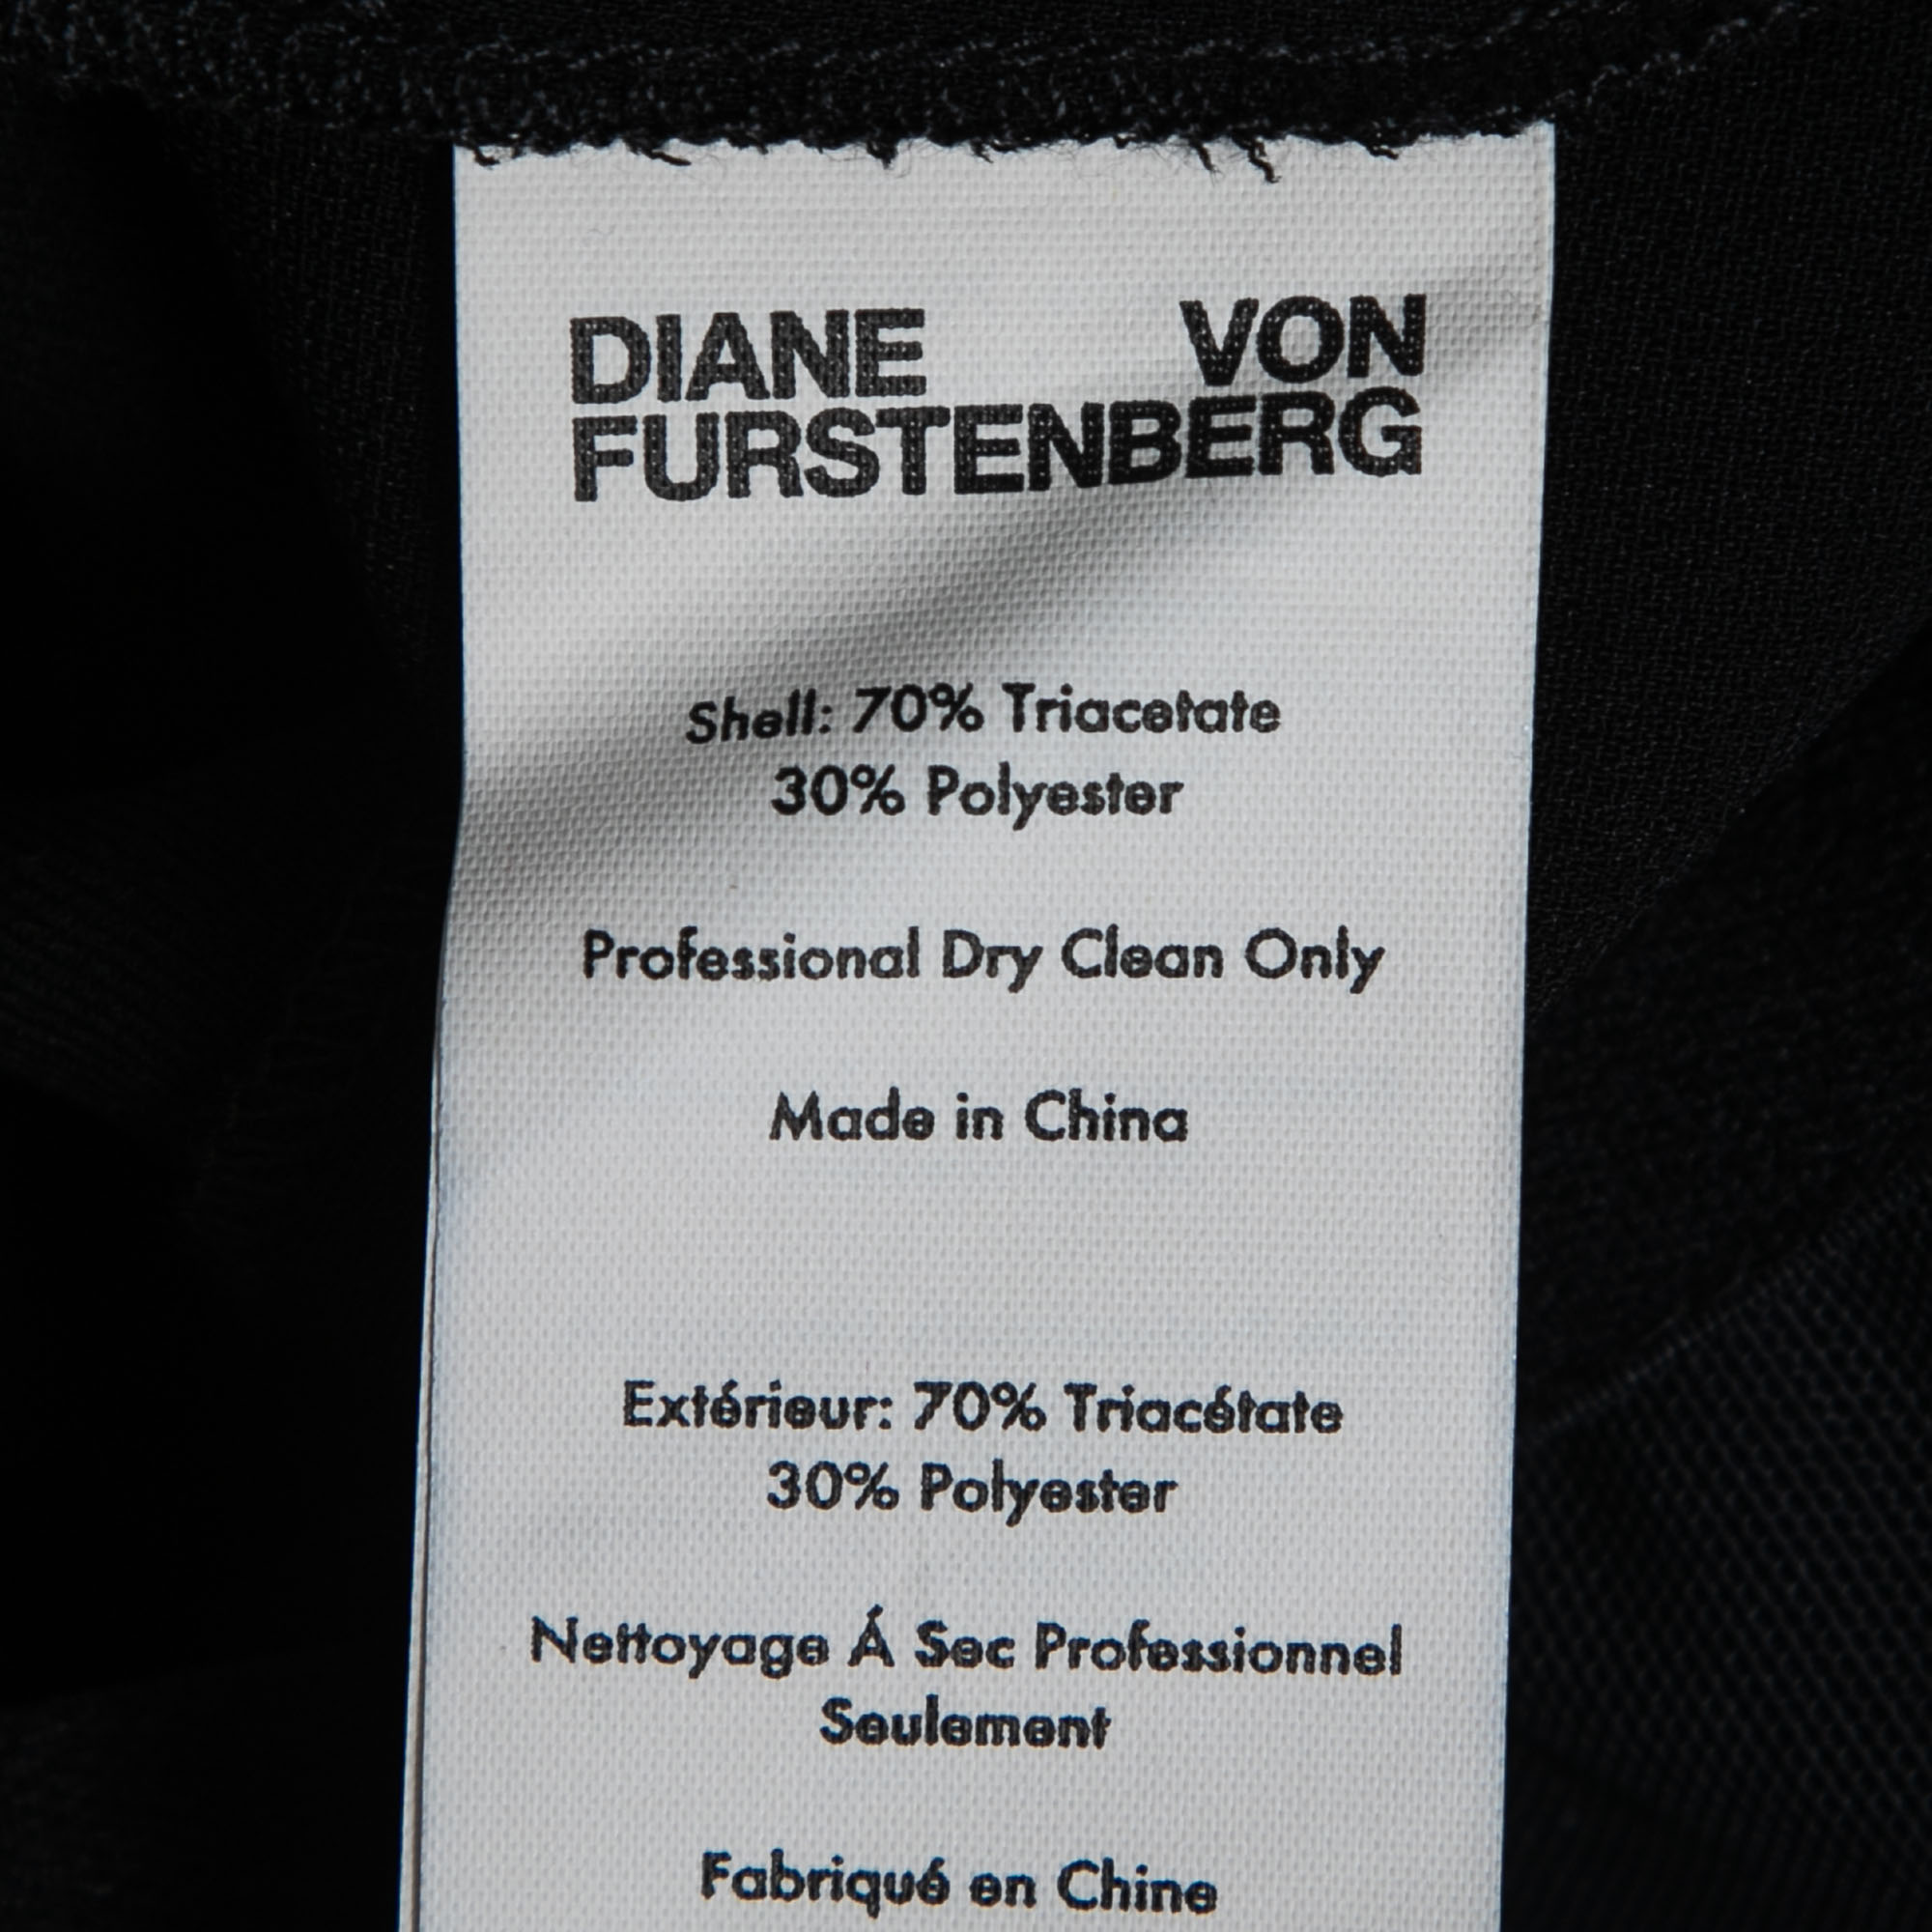 DIANE VON
FURSTENBERG
Shell: 70% Triacetate
30% Polyester
Professional Dry Clean Only
Made in China
Extérieur: 70% Triacétate
30% Polyester
Nettoyage Á Sec Professionnel
Seulement
Fabriqué en Chine